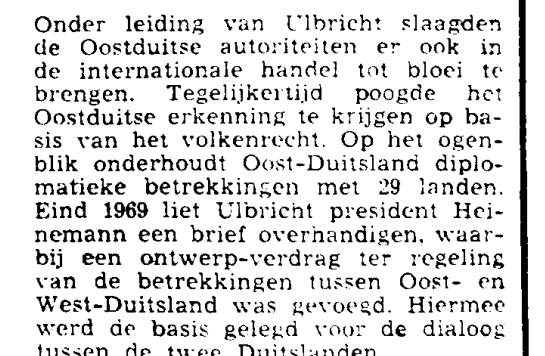 Onder leiding van Ulbricht slaagden
de Oostduitse autoriteiten er ook in
de internationale handel tot bloei te
brengen. Tegelijkertijd poogde het
Oostduitse erkenning te krijgen op ba-
sis van het volkenrecht. Op het ogen-
blik onderhoudt Oost-Duitsland diplo-
matieke betrekkingen met 29 landen.
Eind 1969 liet Ulbricht president Hei-
nemann een brief overhandigen, waar-
bij een ontwerp-verdrag ter regeling
van de betrekkingen tussen Oost- en
West-Duitsland was gevoegd. Hiermee
werd de basis gelegd voor de dialoog
tussen de twee Duitslanden